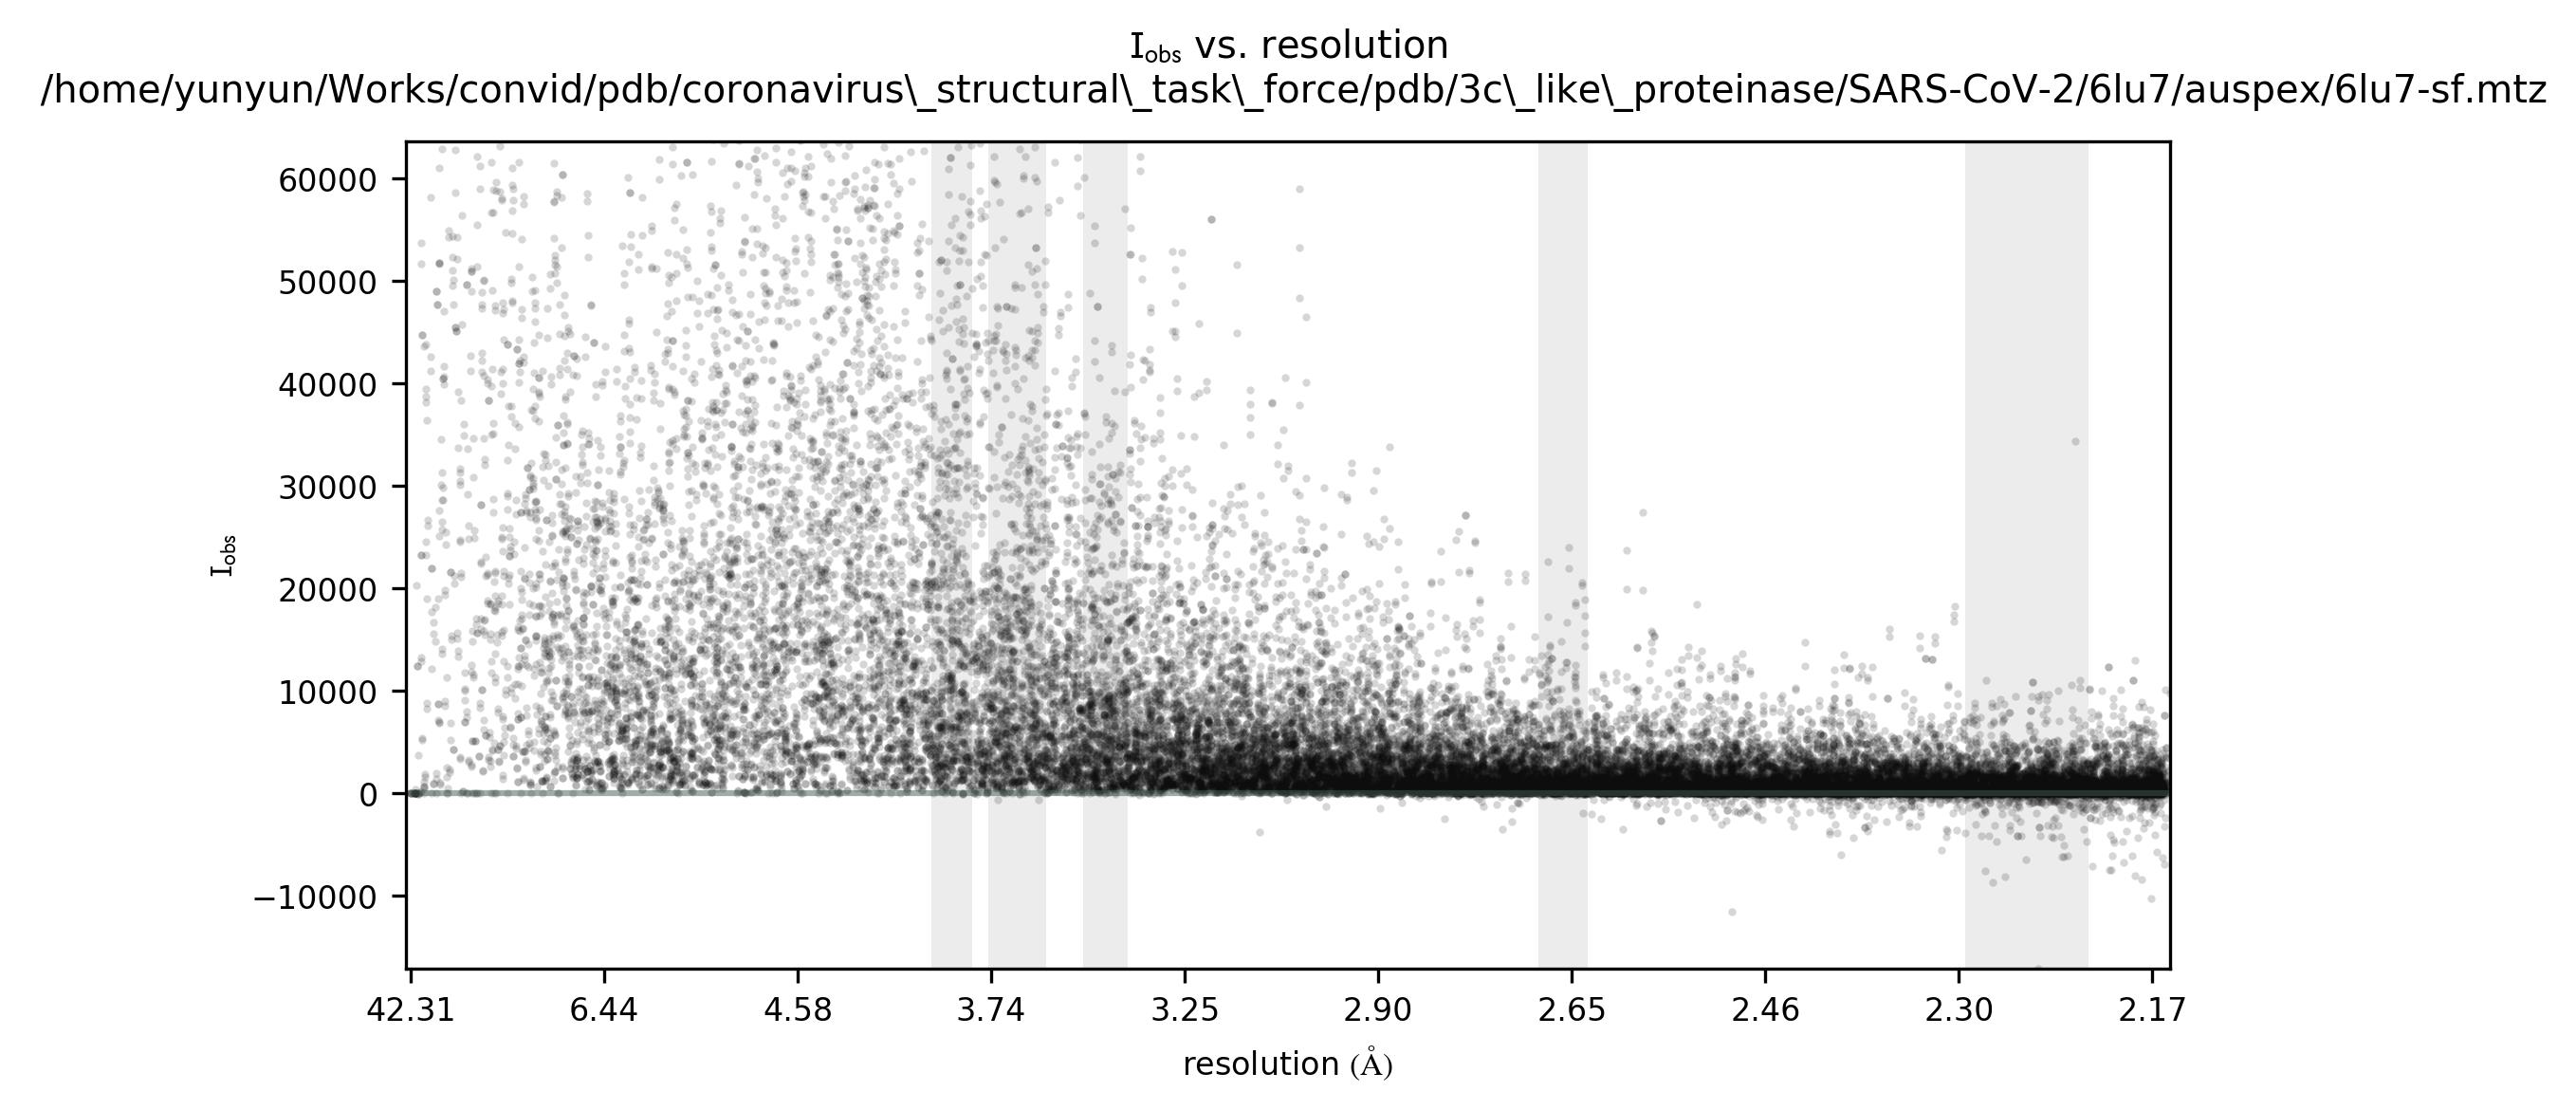 I_obs vs. resolution
/home/yunyun/Works/convid/pdb/coronavirus\_structural\_task\_force/pdb/3c\_like\_proteinase/SARS-CoV-2/6lu7/auspex/6lu7-sf.mtz
60000
50000
40000
30000
20000
10000
0
−10000
I_obs
42.31 6.44 4.58 3.74 3.25 2.90 2.65 2.46 2.30 2.17
resolution (Å)